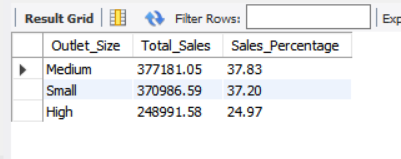 Result Grid Filter Rows: Exp
Outlet_Size Total_Sales Sales_Percentage
Medium 377181.05 37.83
Small 370986.59 37.20
High 248991.58 24.97